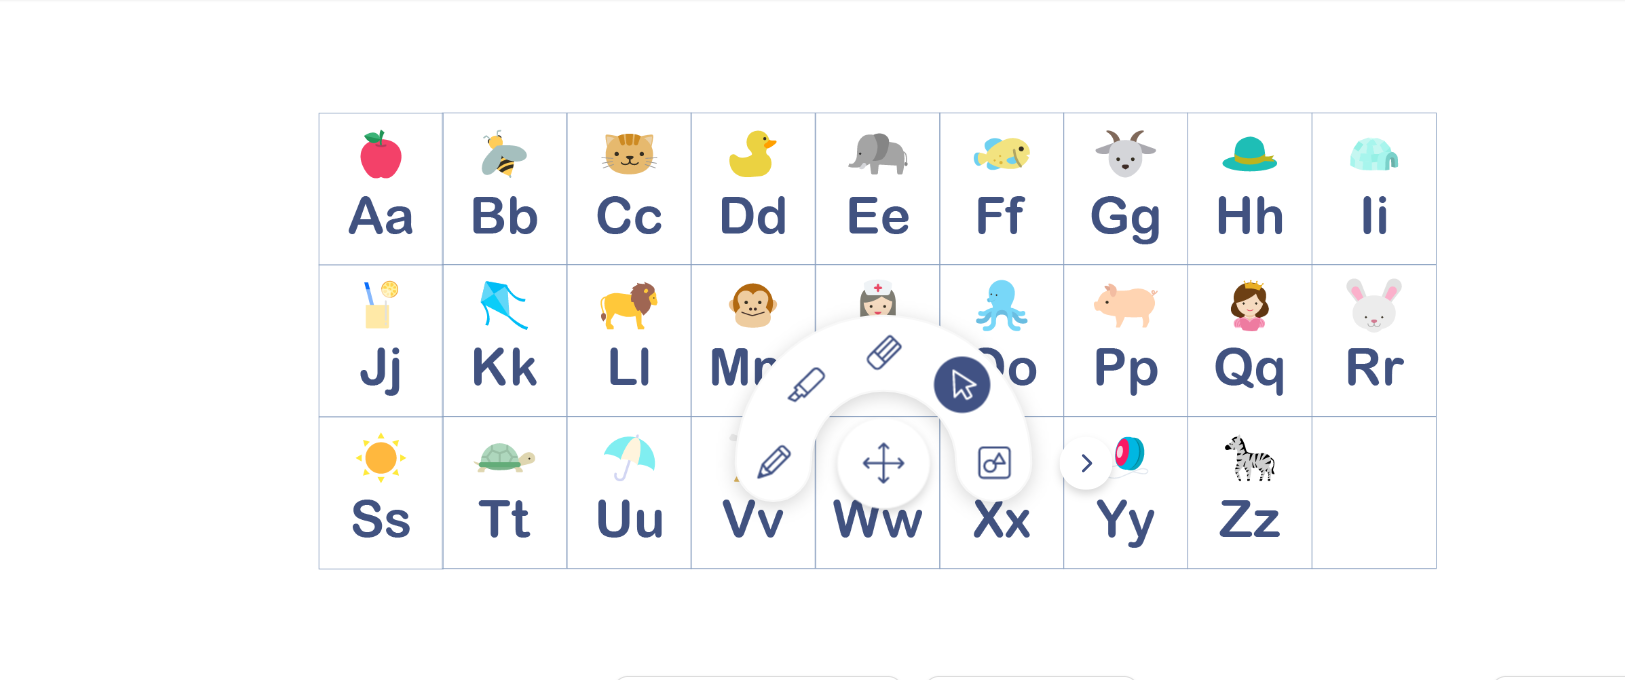 Aa Bb Cc Dd Ee Ff Gg Hh Ii
Jj Kk Ll Pp Qq Rr
Ss Tt Uu Vv Ww Xx Yy Zz